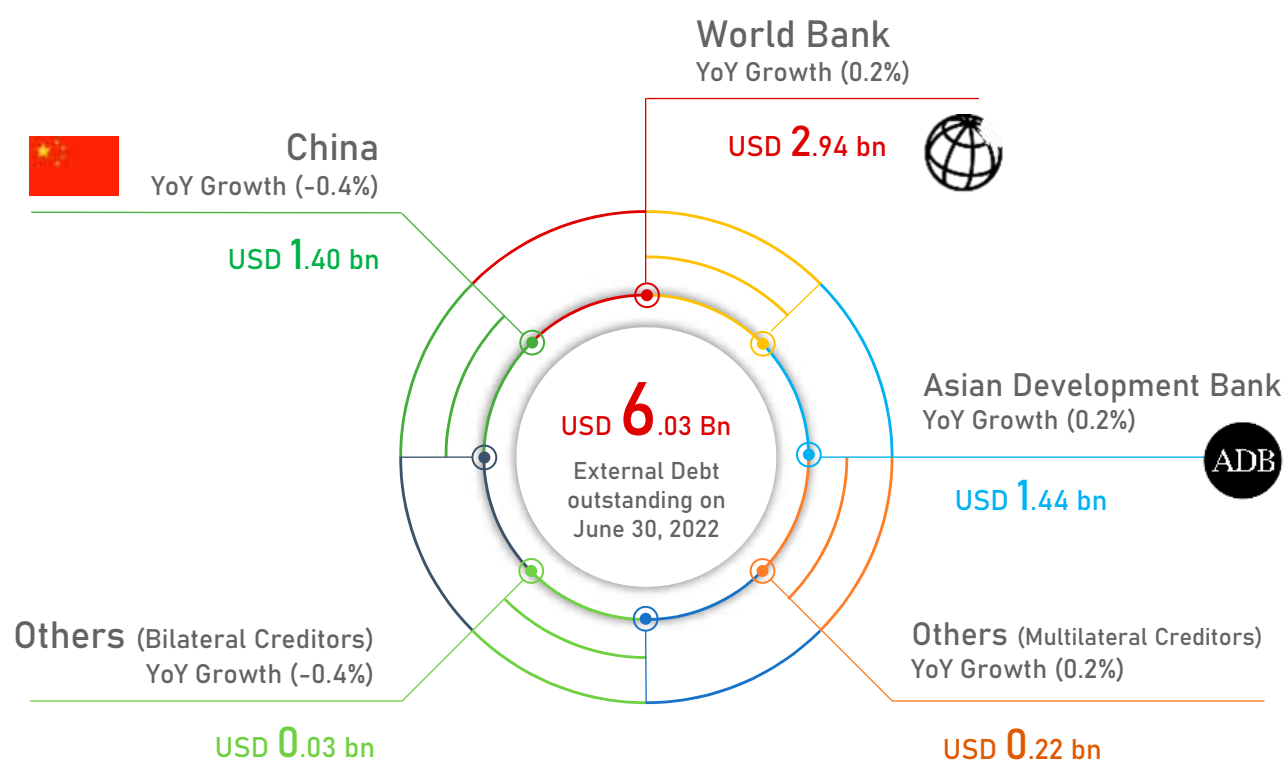 World Bank
YoY Growth (0.2%)
USD 2.94 bn
China
YoY Growth (-0.4%)
USD 1.40 bn
Asian Development Bank
YoY Growth (0.2%)
ADB
USD 1.44 bn
USD 6.03 Bn
External Debt
outstanding on
June 30, 2022
Others (Bilateral Creditors)
YoY Growth (-0.4%)
USD 0.03 bn
Others (Multilateral Creditors)
YoY Growth (0.2%)
USD 0.22 bn